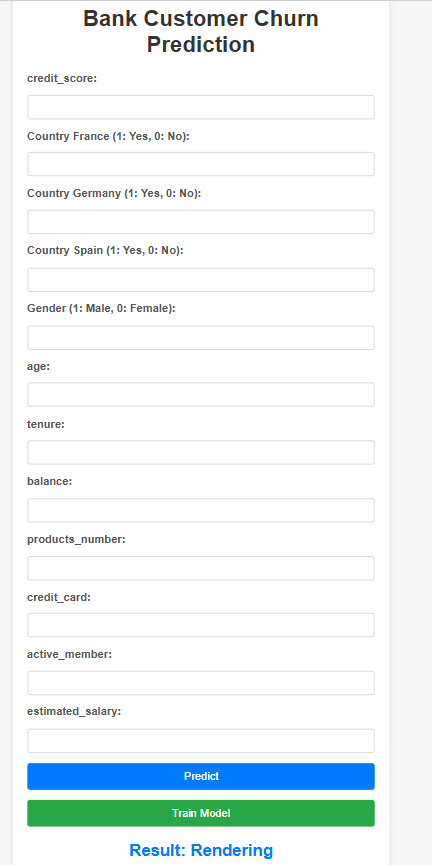 Bank Customer Churn
Prediction
credit_score:
Country France (1: Yes, 0: No):
Country Germany (1: Yes, 0: No):
Country Spain (1: Yes, 0: No):
Gender (1: Male, 0: Female):
age:
tenure:
balance:
products_number:
credit_card:
active_member:
estimated_salary:
Predict
Train Model
Result: Rendering